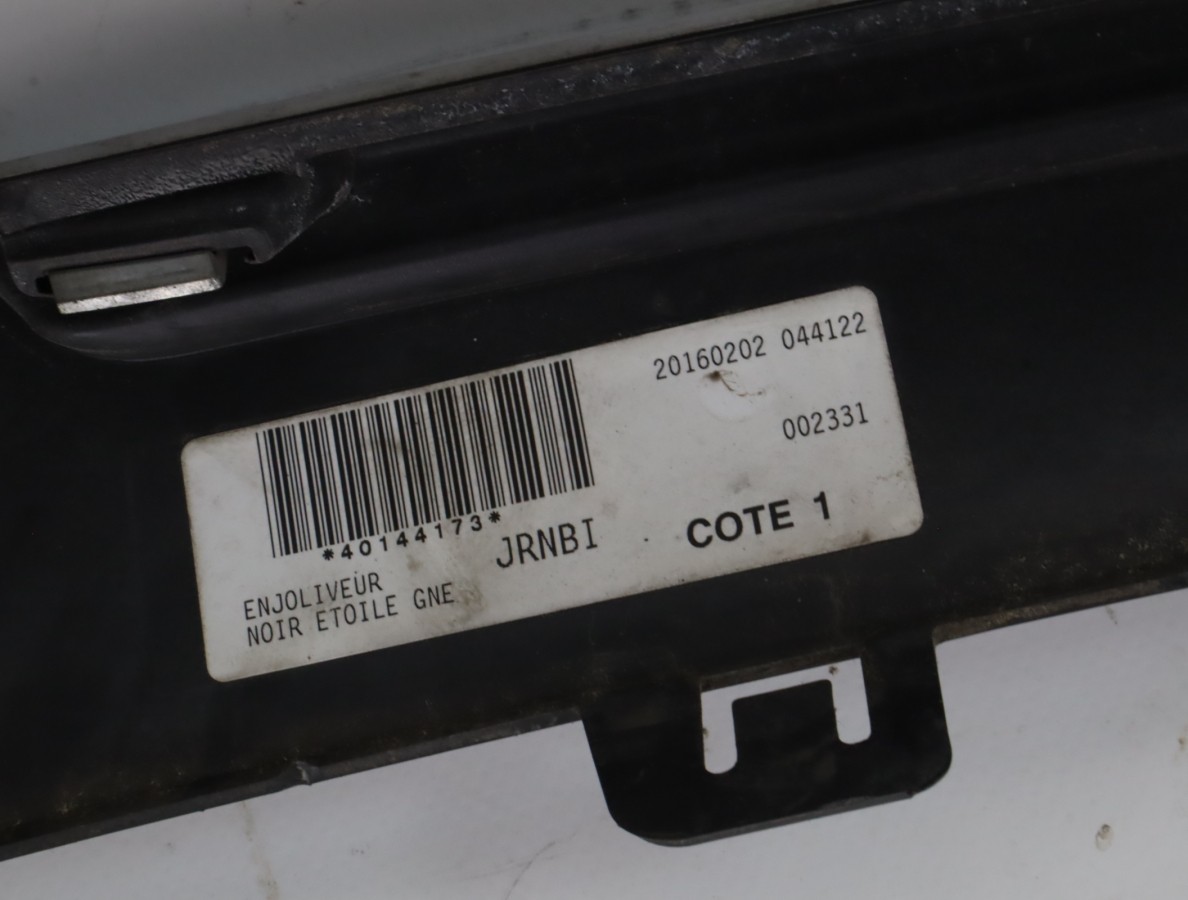 20160202 044122
002331
*40144173*
JRNBI
COTE 1
ENJOLIVEUR
NOIR ETOILE GNE